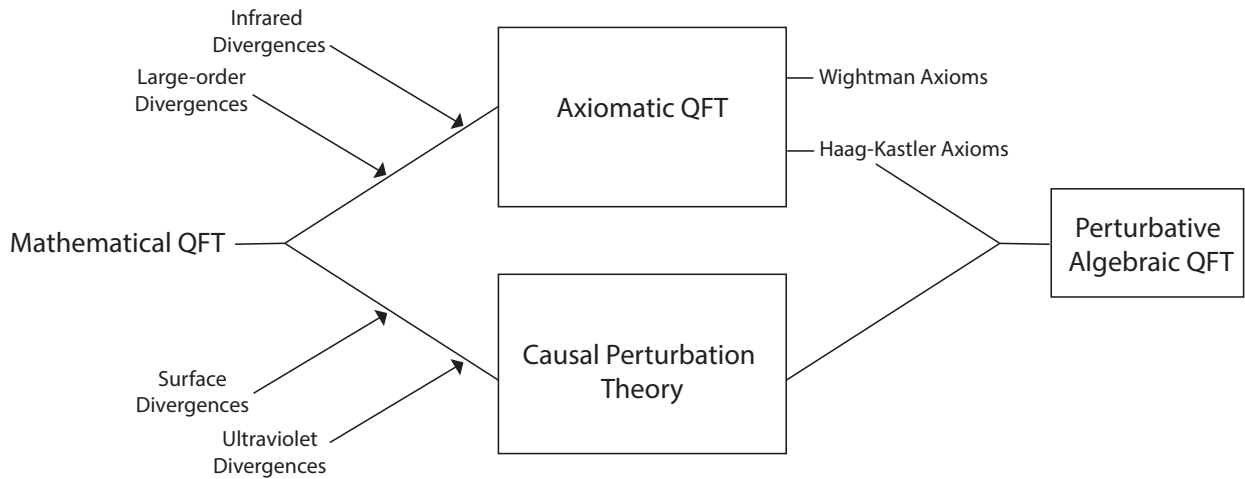 Infrared
Divergences
Large-order
Divergences
Axiomatic QFT
Wightman Axioms
Haag-Kastler Axioms
Mathematical QFT
Perturbative
Algebraic QFT
Causal Perturbation
Theory
Surface
Divergences
Ultraviolet
Divergences